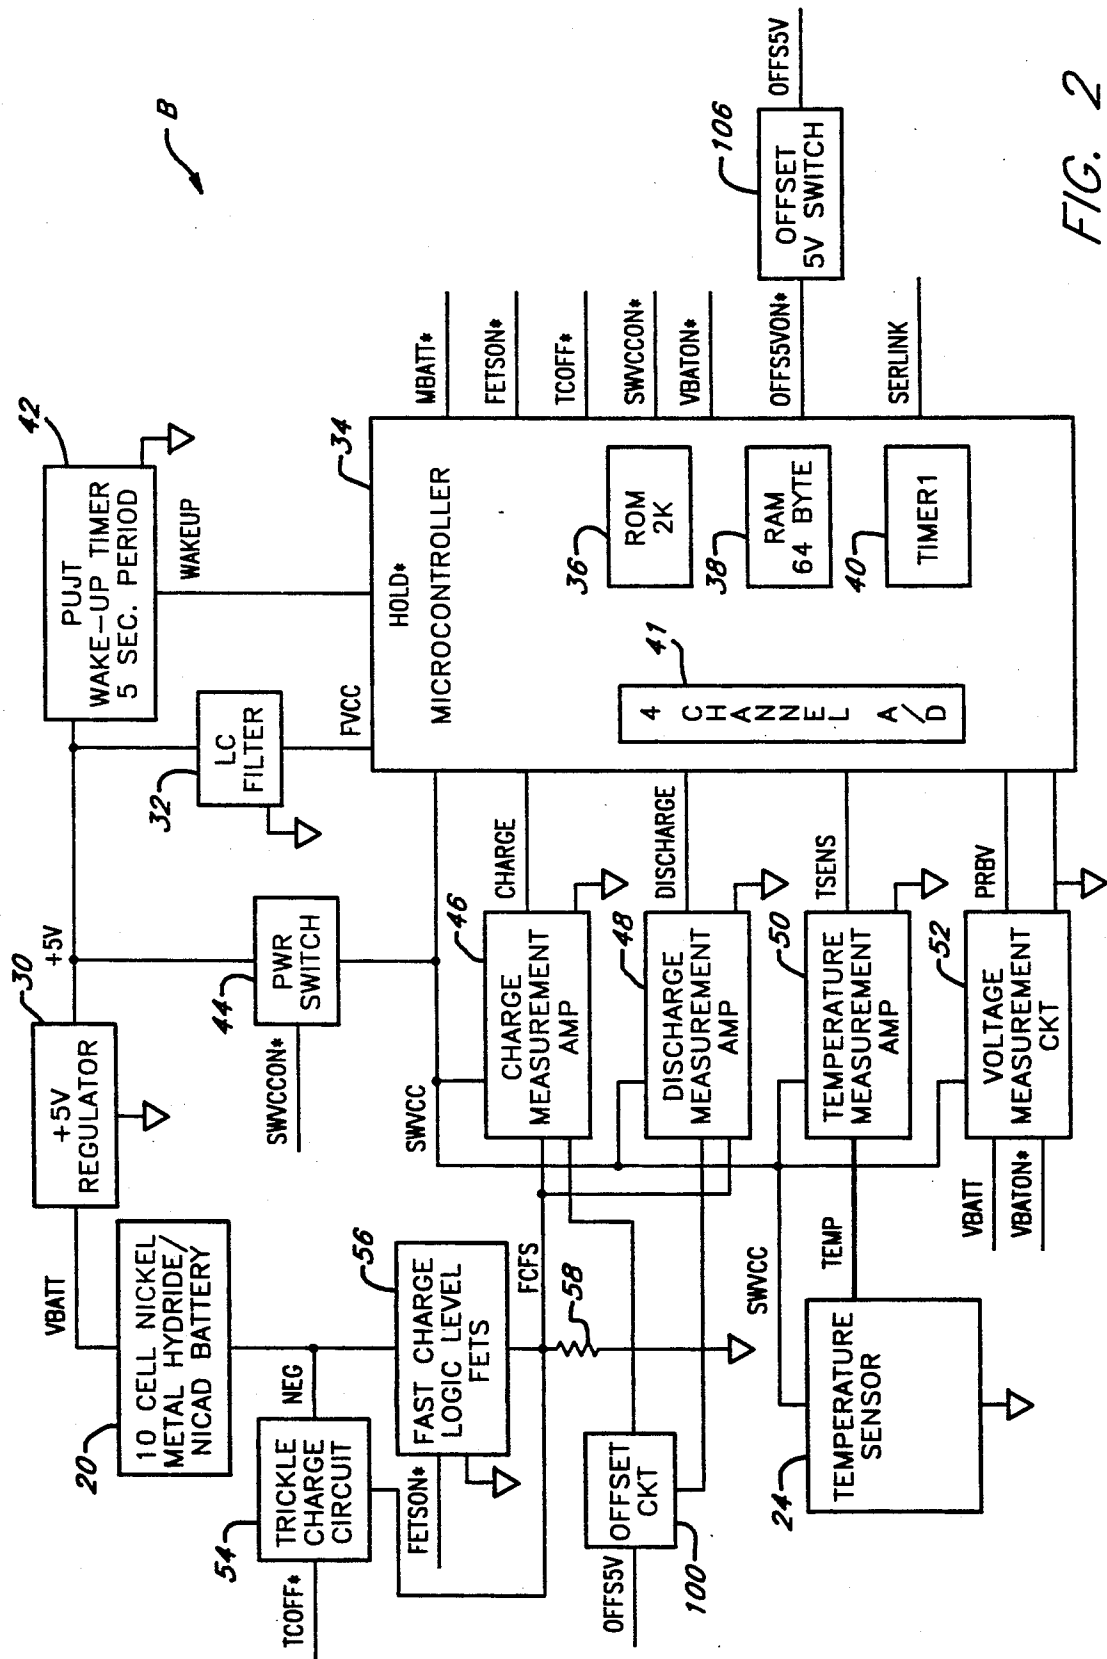 B
VBATT
30
+5V
REGULATOR
+5V
42
PUJT
WAKE-UP TIMER
5 SEC. PERIOD
20
10 CELL NICKEL
METAL HYDRIDE/
NICAD BATTERY
32
LC
FILTER
WAKEUP
44
PWR
SWITCH
SWVCCON*
FVCC
34
HOLD*
MICROCONTROLLER
MBATT*
FETSON*
TCOFF*
SWVCCON*
VBATON*
OFFS5VON*
SERLINK
106
OFFSET
5V SWITCH
OFFS5V
36
ROM
2K
38
RAM
64 BYTE
40
TIMER1
41
4 CHANNEL A/D
TCOFF*
54
TRICKLE
CHARGE
CIRCUIT
NEG
56
FAST CHARGE
LOGIC LEVEL
FETS
FETSON*
SWVCC
FCFS
58
46
CHARGE
MEASUREMENT
AMP
CHARGE
48
DISCHARGE
MEASUREMENT
AMP
DISCHARGE
OFFS5V
OFFSET
CKT
100
50
TEMPERATURE
MEASUREMENT
AMP
TSENS
SWVCC
TEMP
24
TEMPERATURE
SENSOR
52
VOLTAGE
MEASUREMENT
CKT
PRBV
VBATT
VBATON*
FIG. 2